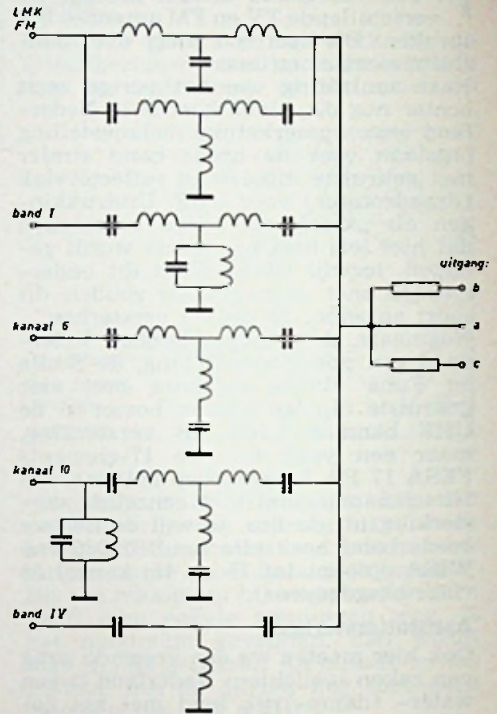 LMK
FM
band I
kanaal 6
kanaal 10
band IV
uitgang:
b
a
c